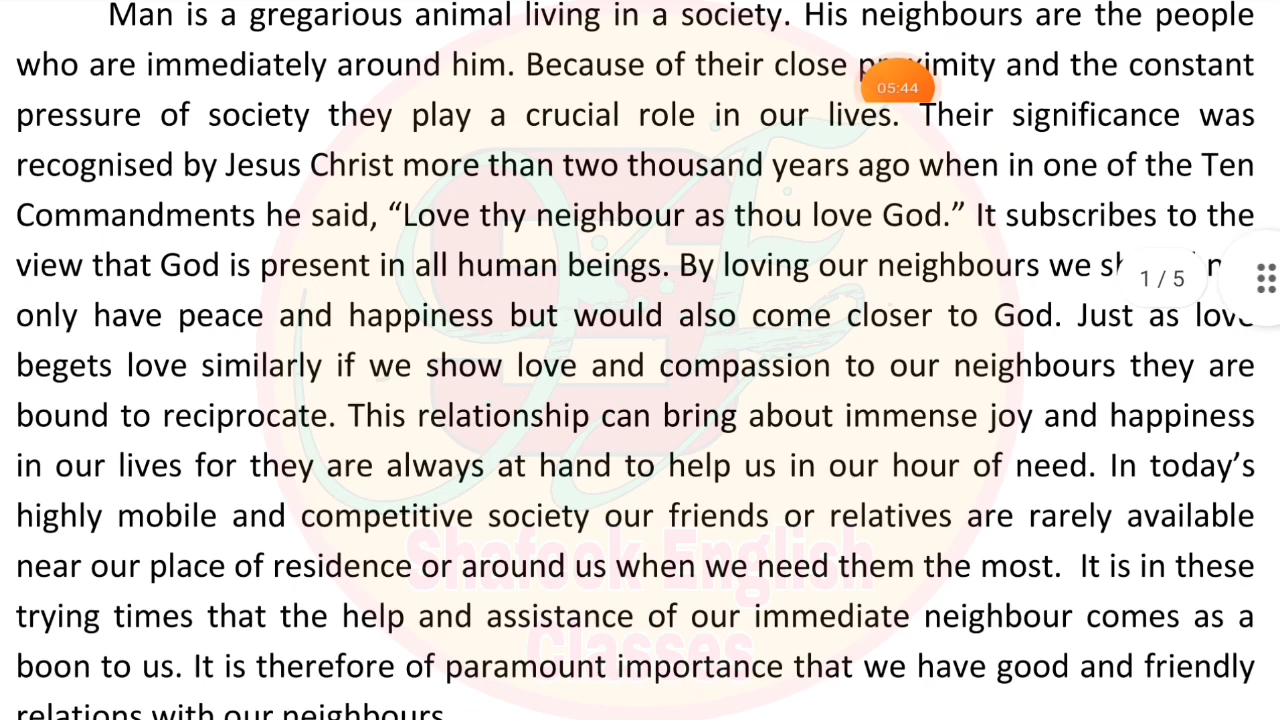 Man is a gregarious animal living in a society. His neighbours are the people
who are immediately around him. Because of their close proximity and the constant
05:44
pressure of society they play a crucial role in our lives. Their significance was
recognised by Jesus Christ more than two thousand years ago when in one of the Ten
Commandments he said, “Love thy neighbour as thou love God.” It subscribes to the
view that God is present in all human beings. By loving our neighbours we
1 / 5
only have peace and happiness but would also come closer to God. Just as love
begets love similarly if we show love and compassion to our neighbours they are
bound to reciprocate. This relationship can bring about immense joy and happiness
in our lives for they are always at hand to help us in our hour of need. In today’s
highly mobile and competitive society our friends or relatives are rarely available
near our place of residence or around us when we need them the most. It is in these
trying times that the help and assistance of our immediate neighbour comes as a
boon to us. It is therefore of paramount importance that we have good and friendly
relations with our neighbours.
Shafeek English
Classes